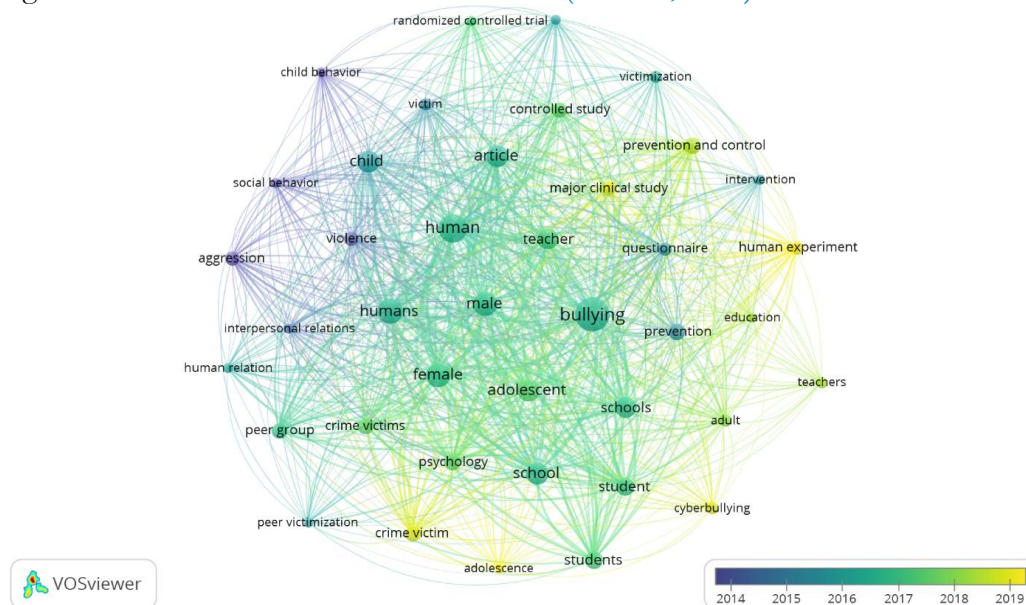 randomized controlled trial
child behavior
victimization
victim
controlled study
prevention and control
article
child
intervention
social behavior
major clinical study
human
violence
teacher
questionnaire
human experiment
aggression
humans
male
bullying
education
interpersonal relations
prevention
human relation
female
adolescent
teachers
schools
peer group
crime victims
adult
psychology
school
student
cyberbullying
peer victimization
crime victim
students
adolescence
VOSviewer
2014 2015 2016 2017 2018 2019